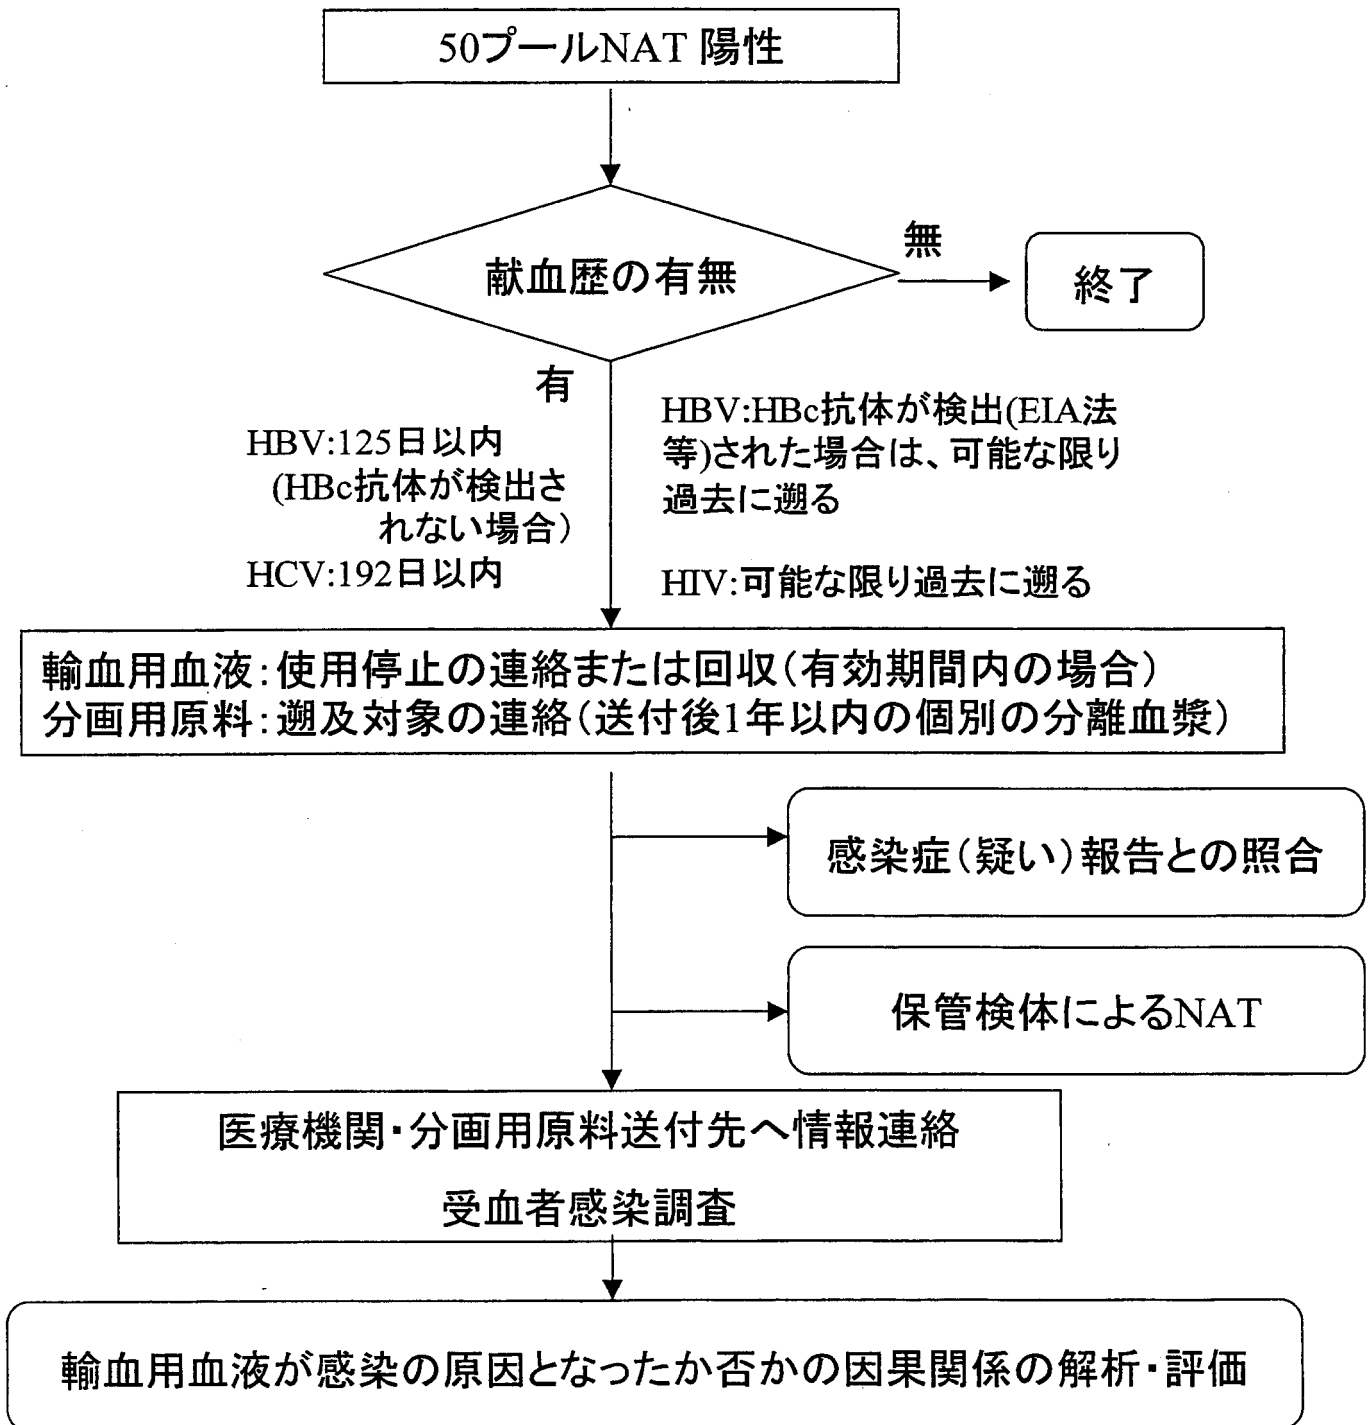 50プールNAT 陽性
献血歴の有無
無
終了
有
HBV:125日以内
(HBc抗体が検出さ
れない場合)
HCV:192日以内
HBV:HBc抗体が検出(EIA法
等)された場合は、可能な限り
過去に遡る
HIV:可能な限り過去に遡る
輸血用血液:使用停止の連絡または回収(有効期間内の場合)
分画用原料:遡及対象の連絡(送付後1年以内の個別の分離血漿)
感染症(疑い)報告との照合
保管検体によるNAT
医療機関・分画用原料送付先へ情報連絡
受血者感染調査
輸血用血液が感染の原因となったか否かの因果関係の解析・評価